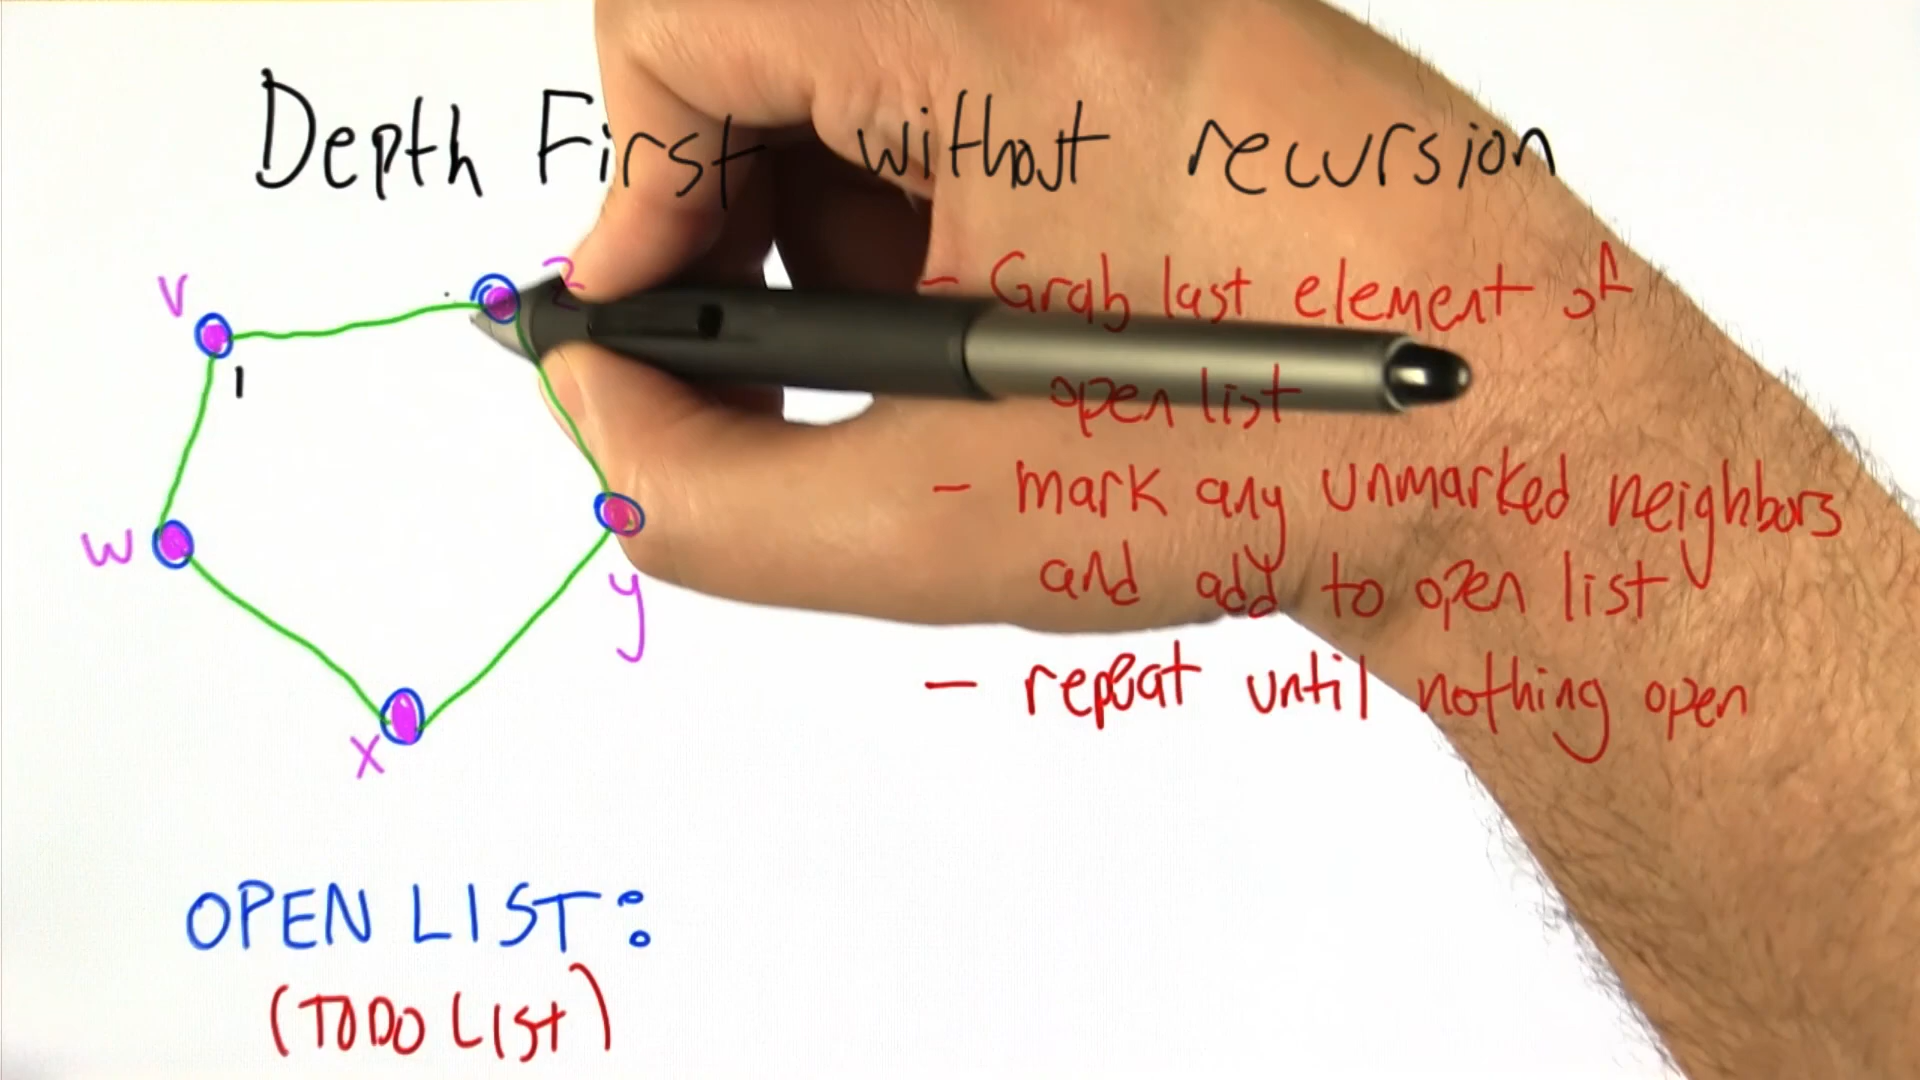 Depth First without recursion
V
z
1
- Grab last element of
open list
- mark any unmarked neighbors
and add to open list
W
y
- repeat until nothing open
X
OPEN LIST:
(TODO LIST)